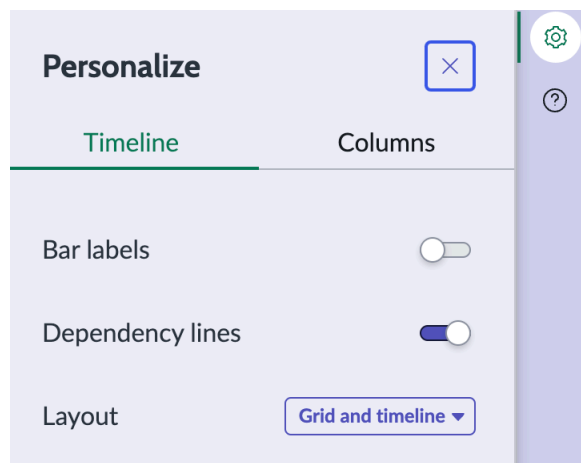 Personalize
Timeline Columns
Bar labels
Dependency lines
Layout Grid and timeline